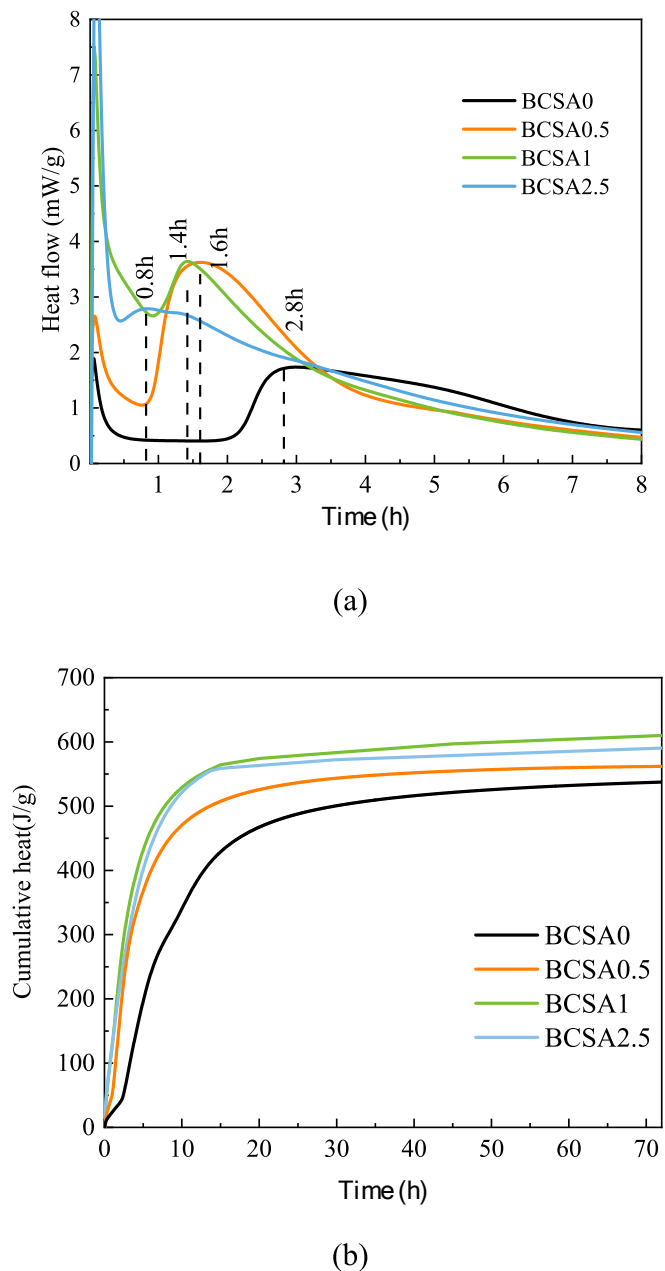 8
7
6
5
4
3
2
1
0
Heat flow (mW/g)
BCSA0
BCSA0.5
BCSA1
BCSA2.5
0.8h
1.4h
1.6h
2.8h
1 2 3 4 5 6 7 8
Time (h)
(a)
700
600
500
400
300
200
100
0
Cumulative heat(J/g)
BCSA0
BCSA0.5
BCSA1
BCSA2.5
0 10 20 30 40 50 60 70
Time (h)
(b)